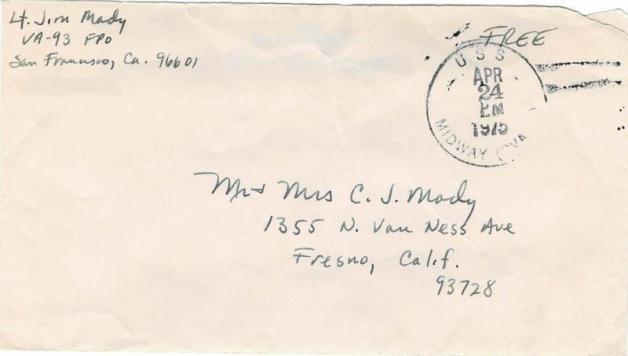 Lt. Jim Mady
VA-93 FPO
San Francisco, Ca. 96601
FREE
USS
APR
24
PM
1975
MIDWAY (CVA
Mr + Mrs C. J. Mady
1355 N. Van Ness Ave
Fresno, Calif.
93728